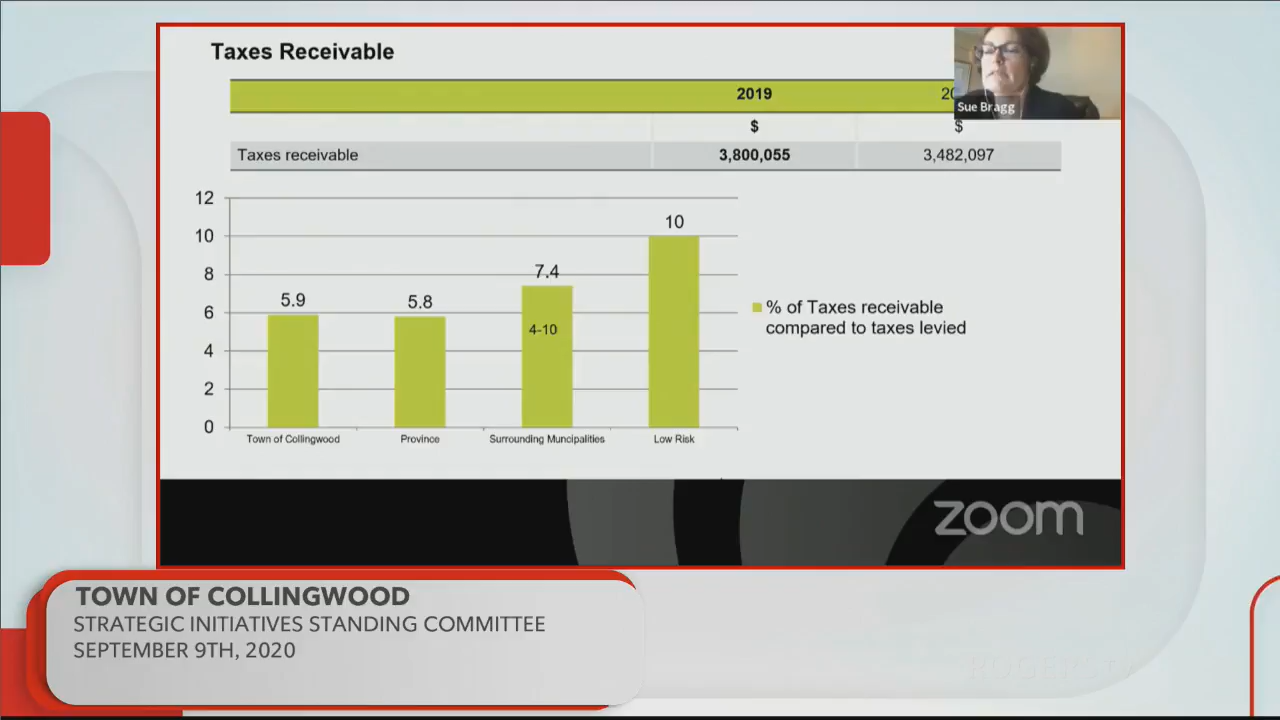 Taxes Receivable
2019
20
Sue Bragg
$ $
Taxes receivable 3,800,055 3,482,097
12
10
8
6
4
2
0
5.9
5.8
7.4
10
4-10
Town of Collingwood
Province
Surrounding Muncipalities
Low Risk
% of Taxes receivable
compared to taxes levied
zoom
TOWN OF COLLINGWOOD
STRATEGIC INITIATIVES STANDING COMMITTEE
SEPTEMBER 9TH, 2020